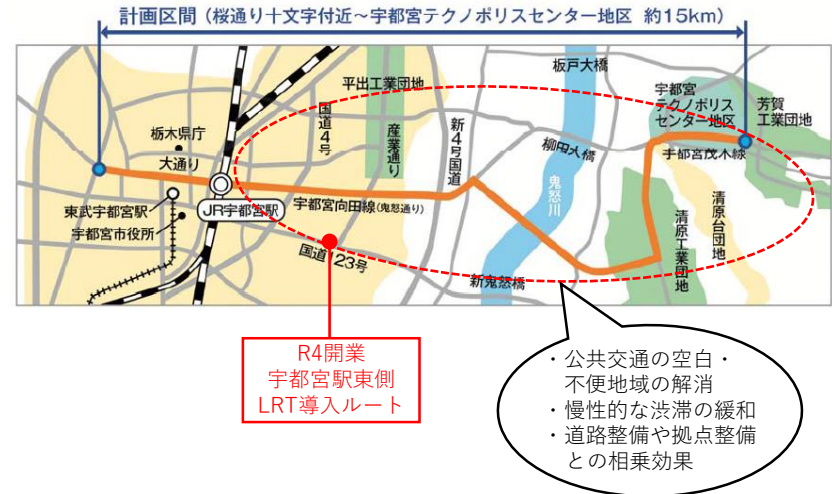 計画区間（桜通り十文字付近～宇都宮テクノポリスセンター地区 約15km）
平出工業団地
板戸大橋
宇都宮
テクノポリス
センター地区
芳賀
工業団地
国道4号
産業通り
新4号国道
栃木県庁
大通り
柳田大橋
宇都宮茂木線
鬼怒川
東武宇都宮駅
JR宇都宮駅
宇都宮向田線(鬼怒通り)
宇都宮市役所
国道123号
新鬼怒橋
清原工業団地
清原台団地
R4開業
宇都宮駅東側
LRT導入ルート
・公共交通の空白・
不便地域の解消
・慢性的な渋滞の緩和
・道路整備や拠点整備
との相乗効果